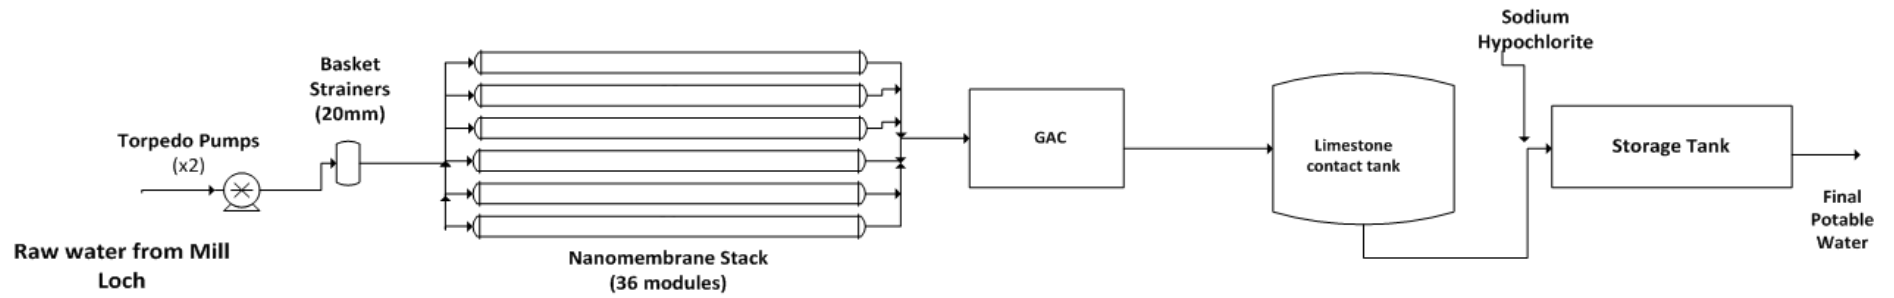 Raw water from Mill
Loch
Torpedo Pumps
(x2)
Basket
Strainers
(20mm)
Nanomembrane Stack
(36 modules)
GAC
Limestone
contact tank
Sodium
Hypochlorite
Storage Tank
Final
Potable
Water